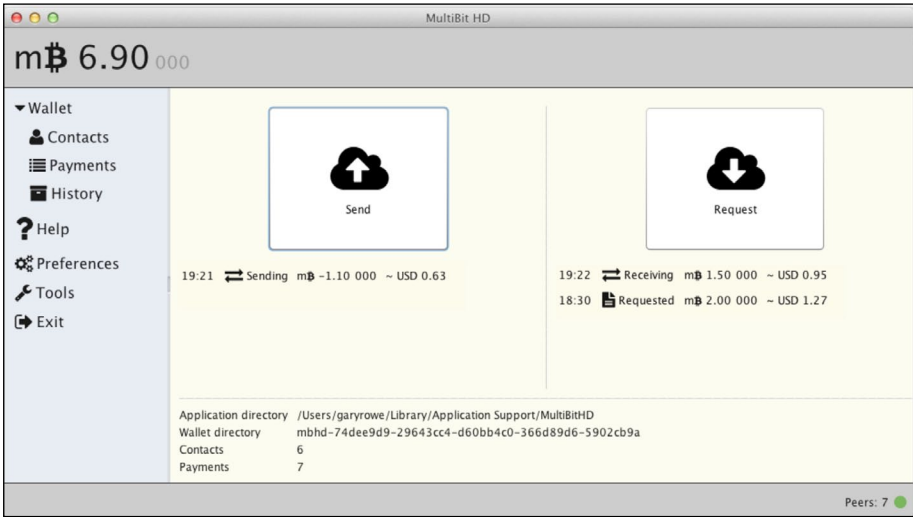 MultiBit HD
m฿ 6.90 000
Wallet
Contacts
Payments
History
Help
Preferences
Tools
Exit
Send
19:21 Sending m฿ -1.10 000 ~ USD 0.63
Request
19:22 Receiving m฿ 1.50 000 ~ USD 0.95
18:30 Requested m฿ 2.00 000 ~ USD 1.27
Application directory /Users/garyrowe/Library/Application Support/MultiBitHD
Wallet directory mbhd-74dee9d9-29643cc4-d60bb4c0-366d89d6-5902cb9a
Contacts 6
Payments 7
Peers: 7